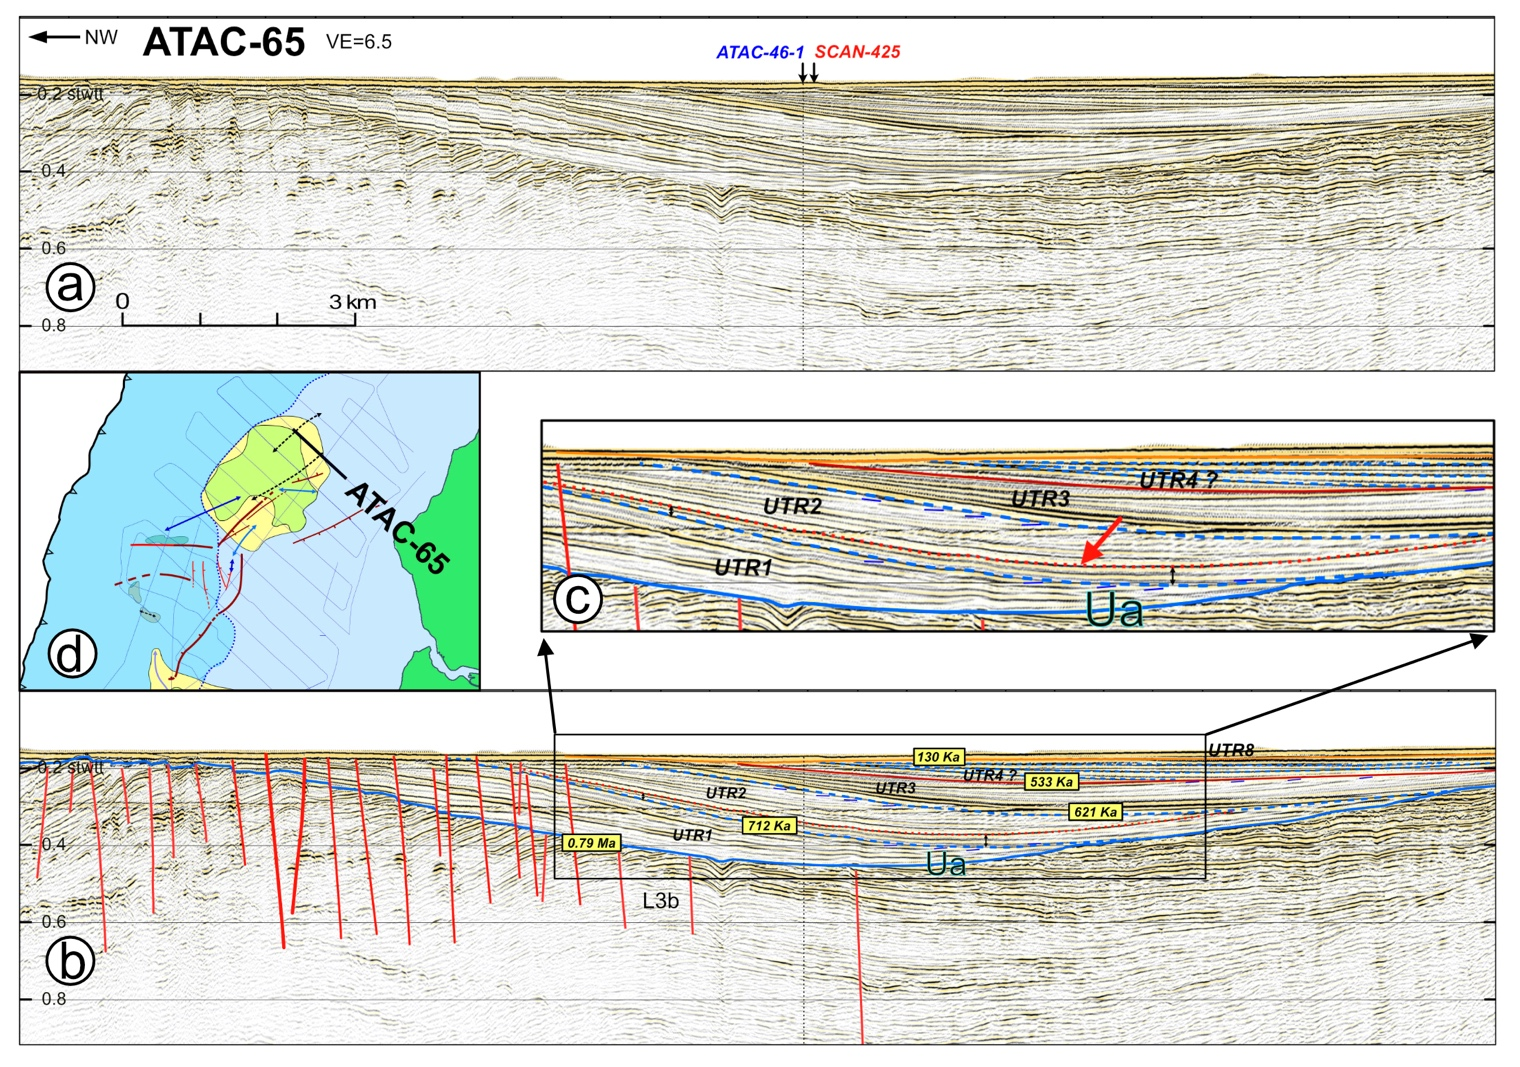 NW ATAC-65 VE=6.5
ATAC-46-1 SCAN-425
0.2 stwtt
0.4
0.6
a
0 3 km
0.8
ATAC-65
d
UTR4 ?
UTR2 UTR3
UTR1
c
Ua
130 Ka UTR8
0.2 stwtt
UTR4 ? 533 Ka
UTR2 UTR3
621 Ka
712 Ka
UTR1
0.4 0.79 Ma
Ua
L3b
0.6
b
0.8